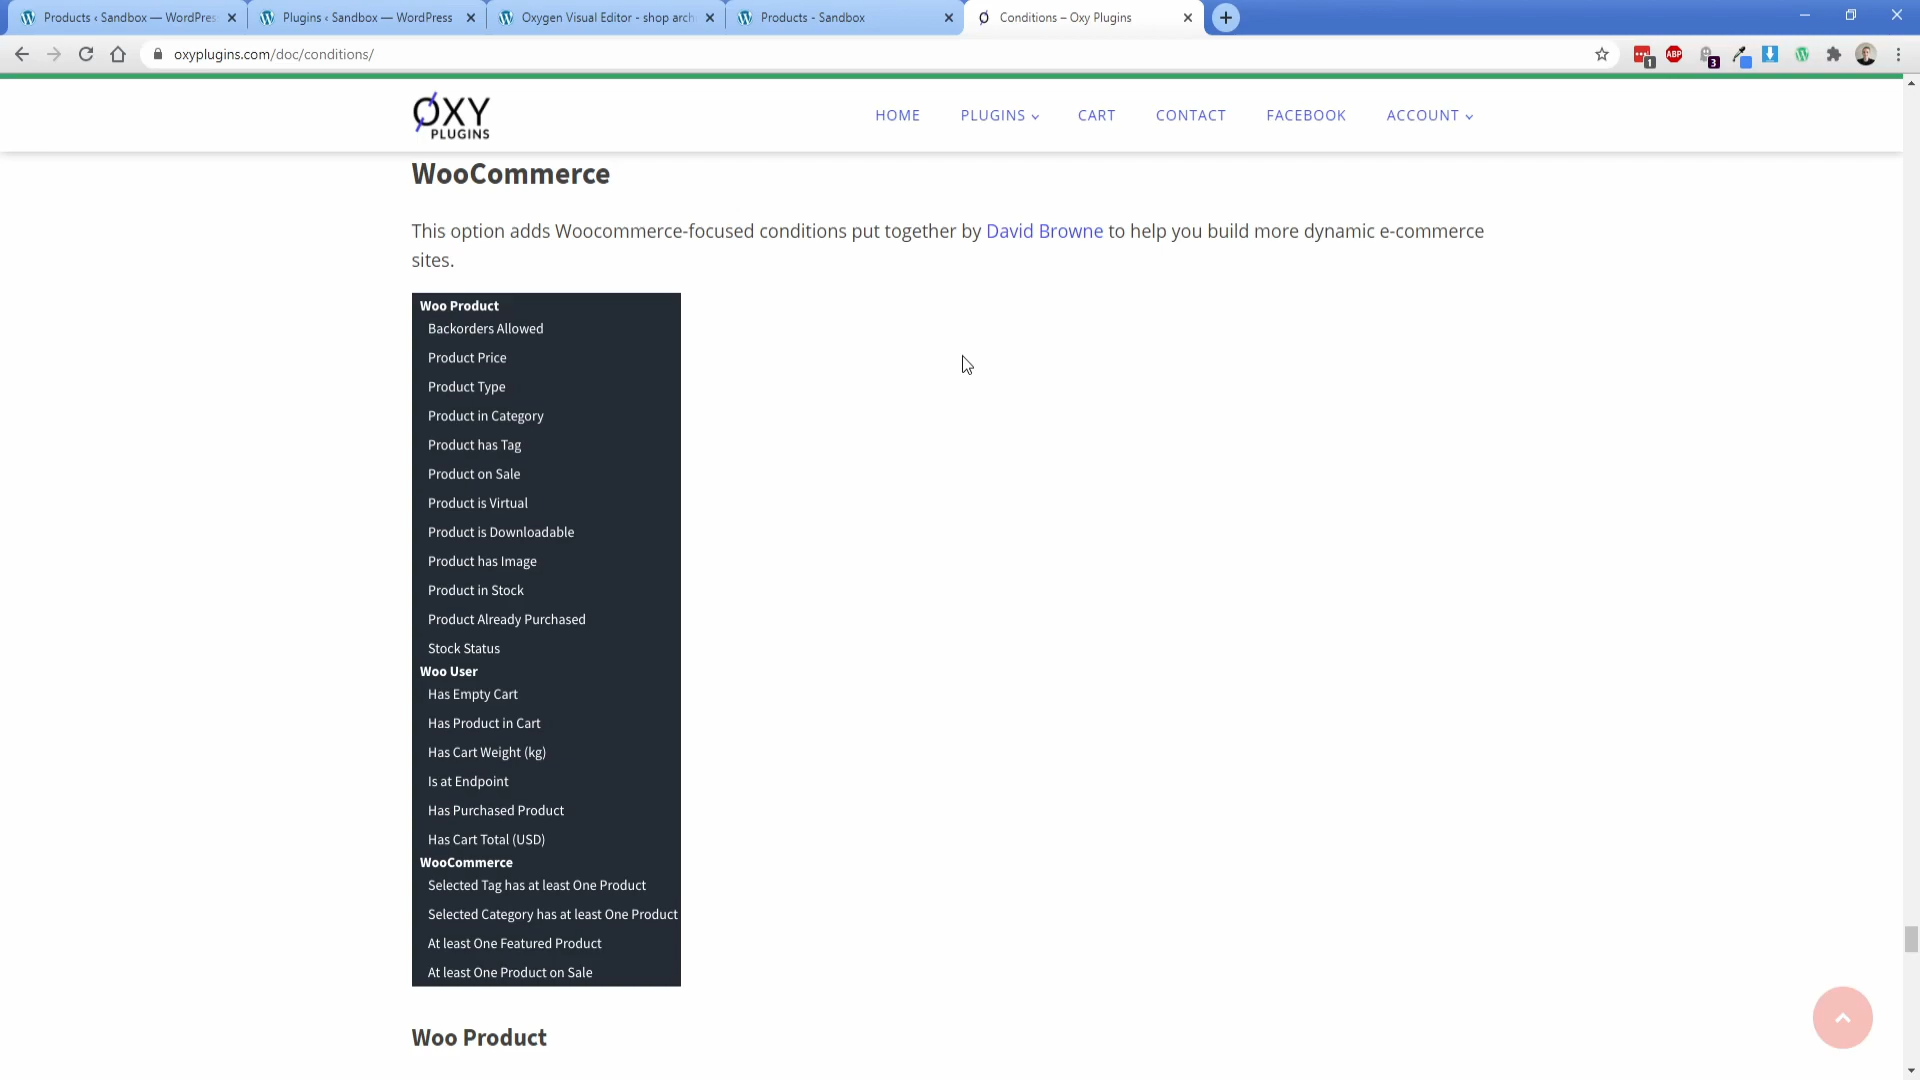 Products ‹ Sandbox — WordPres
Plugins ‹ Sandbox — WordPress
Oxygen Visual Editor - shop arch
Products - Sandbox
Conditions – Oxy Plugins
oxyplugins.com/doc/conditions/
1
ABP
3
OXY
PLUGINS
HOME
PLUGINS
CART
CONTACT
FACEBOOK
ACCOUNT
WooCommerce
This option adds Woocommerce-focused conditions put together by David Browne to help you build more dynamic e-commerce
sites.
Woo Product
Backorders Allowed
Product Price
Product Type
Product in Category
Product has Tag
Product on Sale
Product is Virtual
Product is Downloadable
Product has Image
Product in Stock
Product Already Purchased
Stock Status
Woo User
Has Empty Cart
Has Product in Cart
Has Cart Weight (kg)
Is at Endpoint
Has Purchased Product
Has Cart Total (USD)
WooCommerce
Selected Tag has at least One Product
Selected Category has at least One Product
At least One Featured Product
At least One Product on Sale
Woo Product